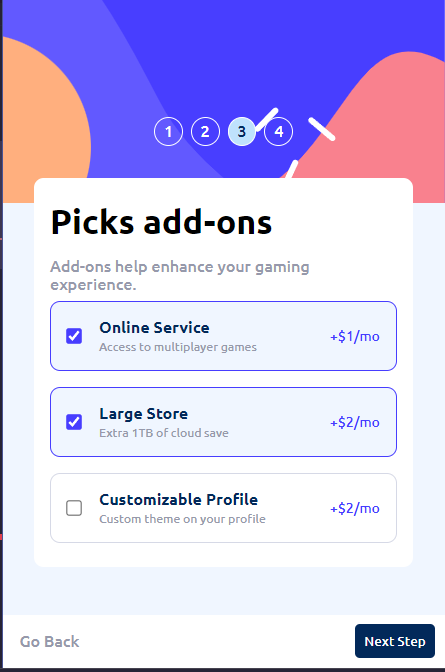 1 2 3 4
Picks add-ons
Add-ons help enhance your gaming
experience.
Online Service
Access to multiplayer games
+$1/mo
Large Store
Extra 1TB of cloud save
+$2/mo
Customizable Profile
Custom theme on your profile
+$2/mo
Go Back
Next Step